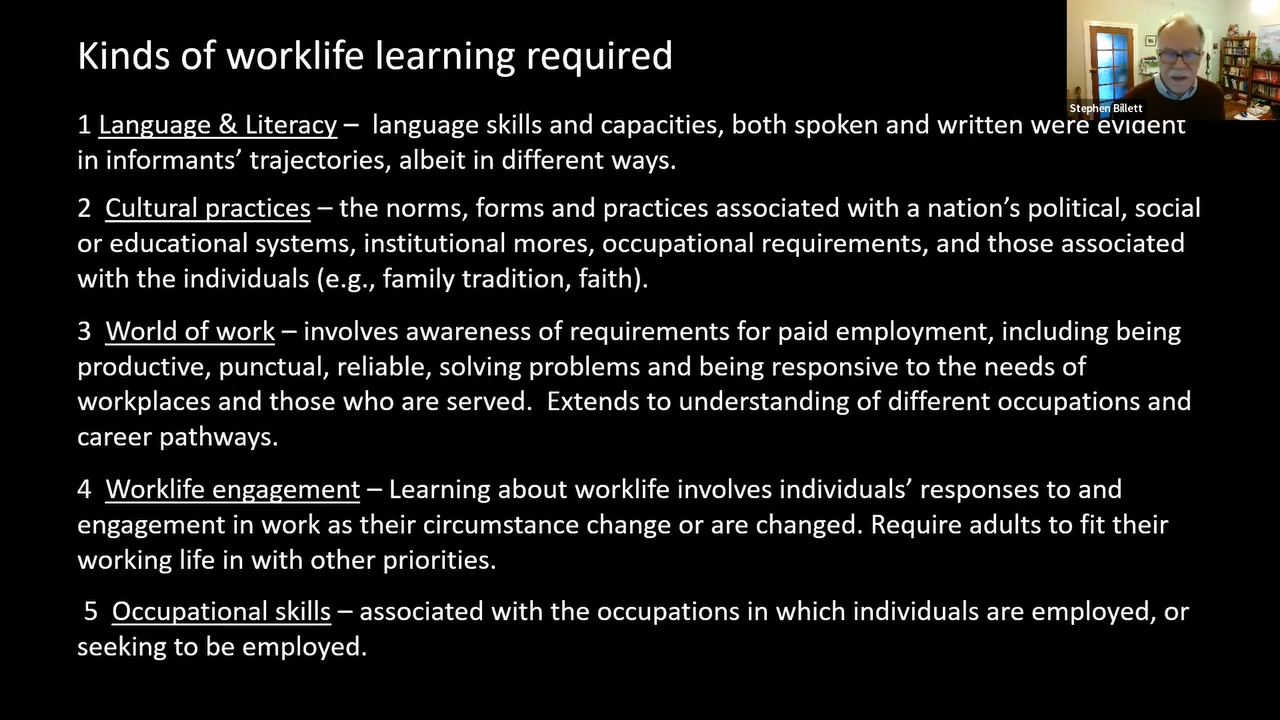 Kinds of worklife learning required
Stephen Billett
1 Language & Literacy – language skills and capacities, both spoken and written were evident
in informants’ trajectories, albeit in different ways.
2 Cultural practices – the norms, forms and practices associated with a nation’s political, social
or educational systems, institutional mores, occupational requirements, and those associated
with the individuals (e.g., family tradition, faith).
3 World of work – involves awareness of requirements for paid employment, including being
productive, punctual, reliable, solving problems and being responsive to the needs of
workplaces and those who are served. Extends to understanding of different occupations and
career pathways.
4 Worklife engagement – Learning about worklife involves individuals’ responses to and
engagement in work as their circumstance change or are changed. Require adults to fit their
working life in with other priorities.
5 Occupational skills – associated with the occupations in which individuals are employed, or
seeking to be employed.